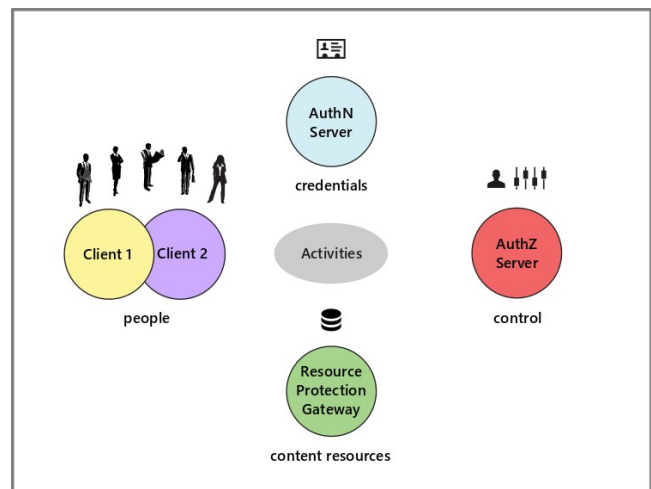 AuthN
Server
credentials
Client 1
Client 2
people
Activities
AuthZ
Server
control
Resource
Protection
Gateway
content resources